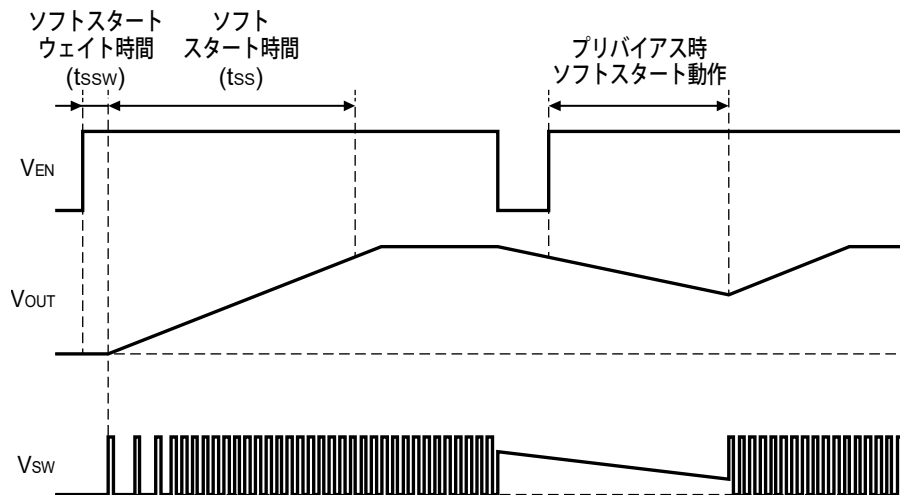 ソフトスタート
ウェイト時間
(tssw)
ソフト
スタート時間
(tss)
プリバイアス時
ソフトスタート動作
VEN
VOUT
VSW